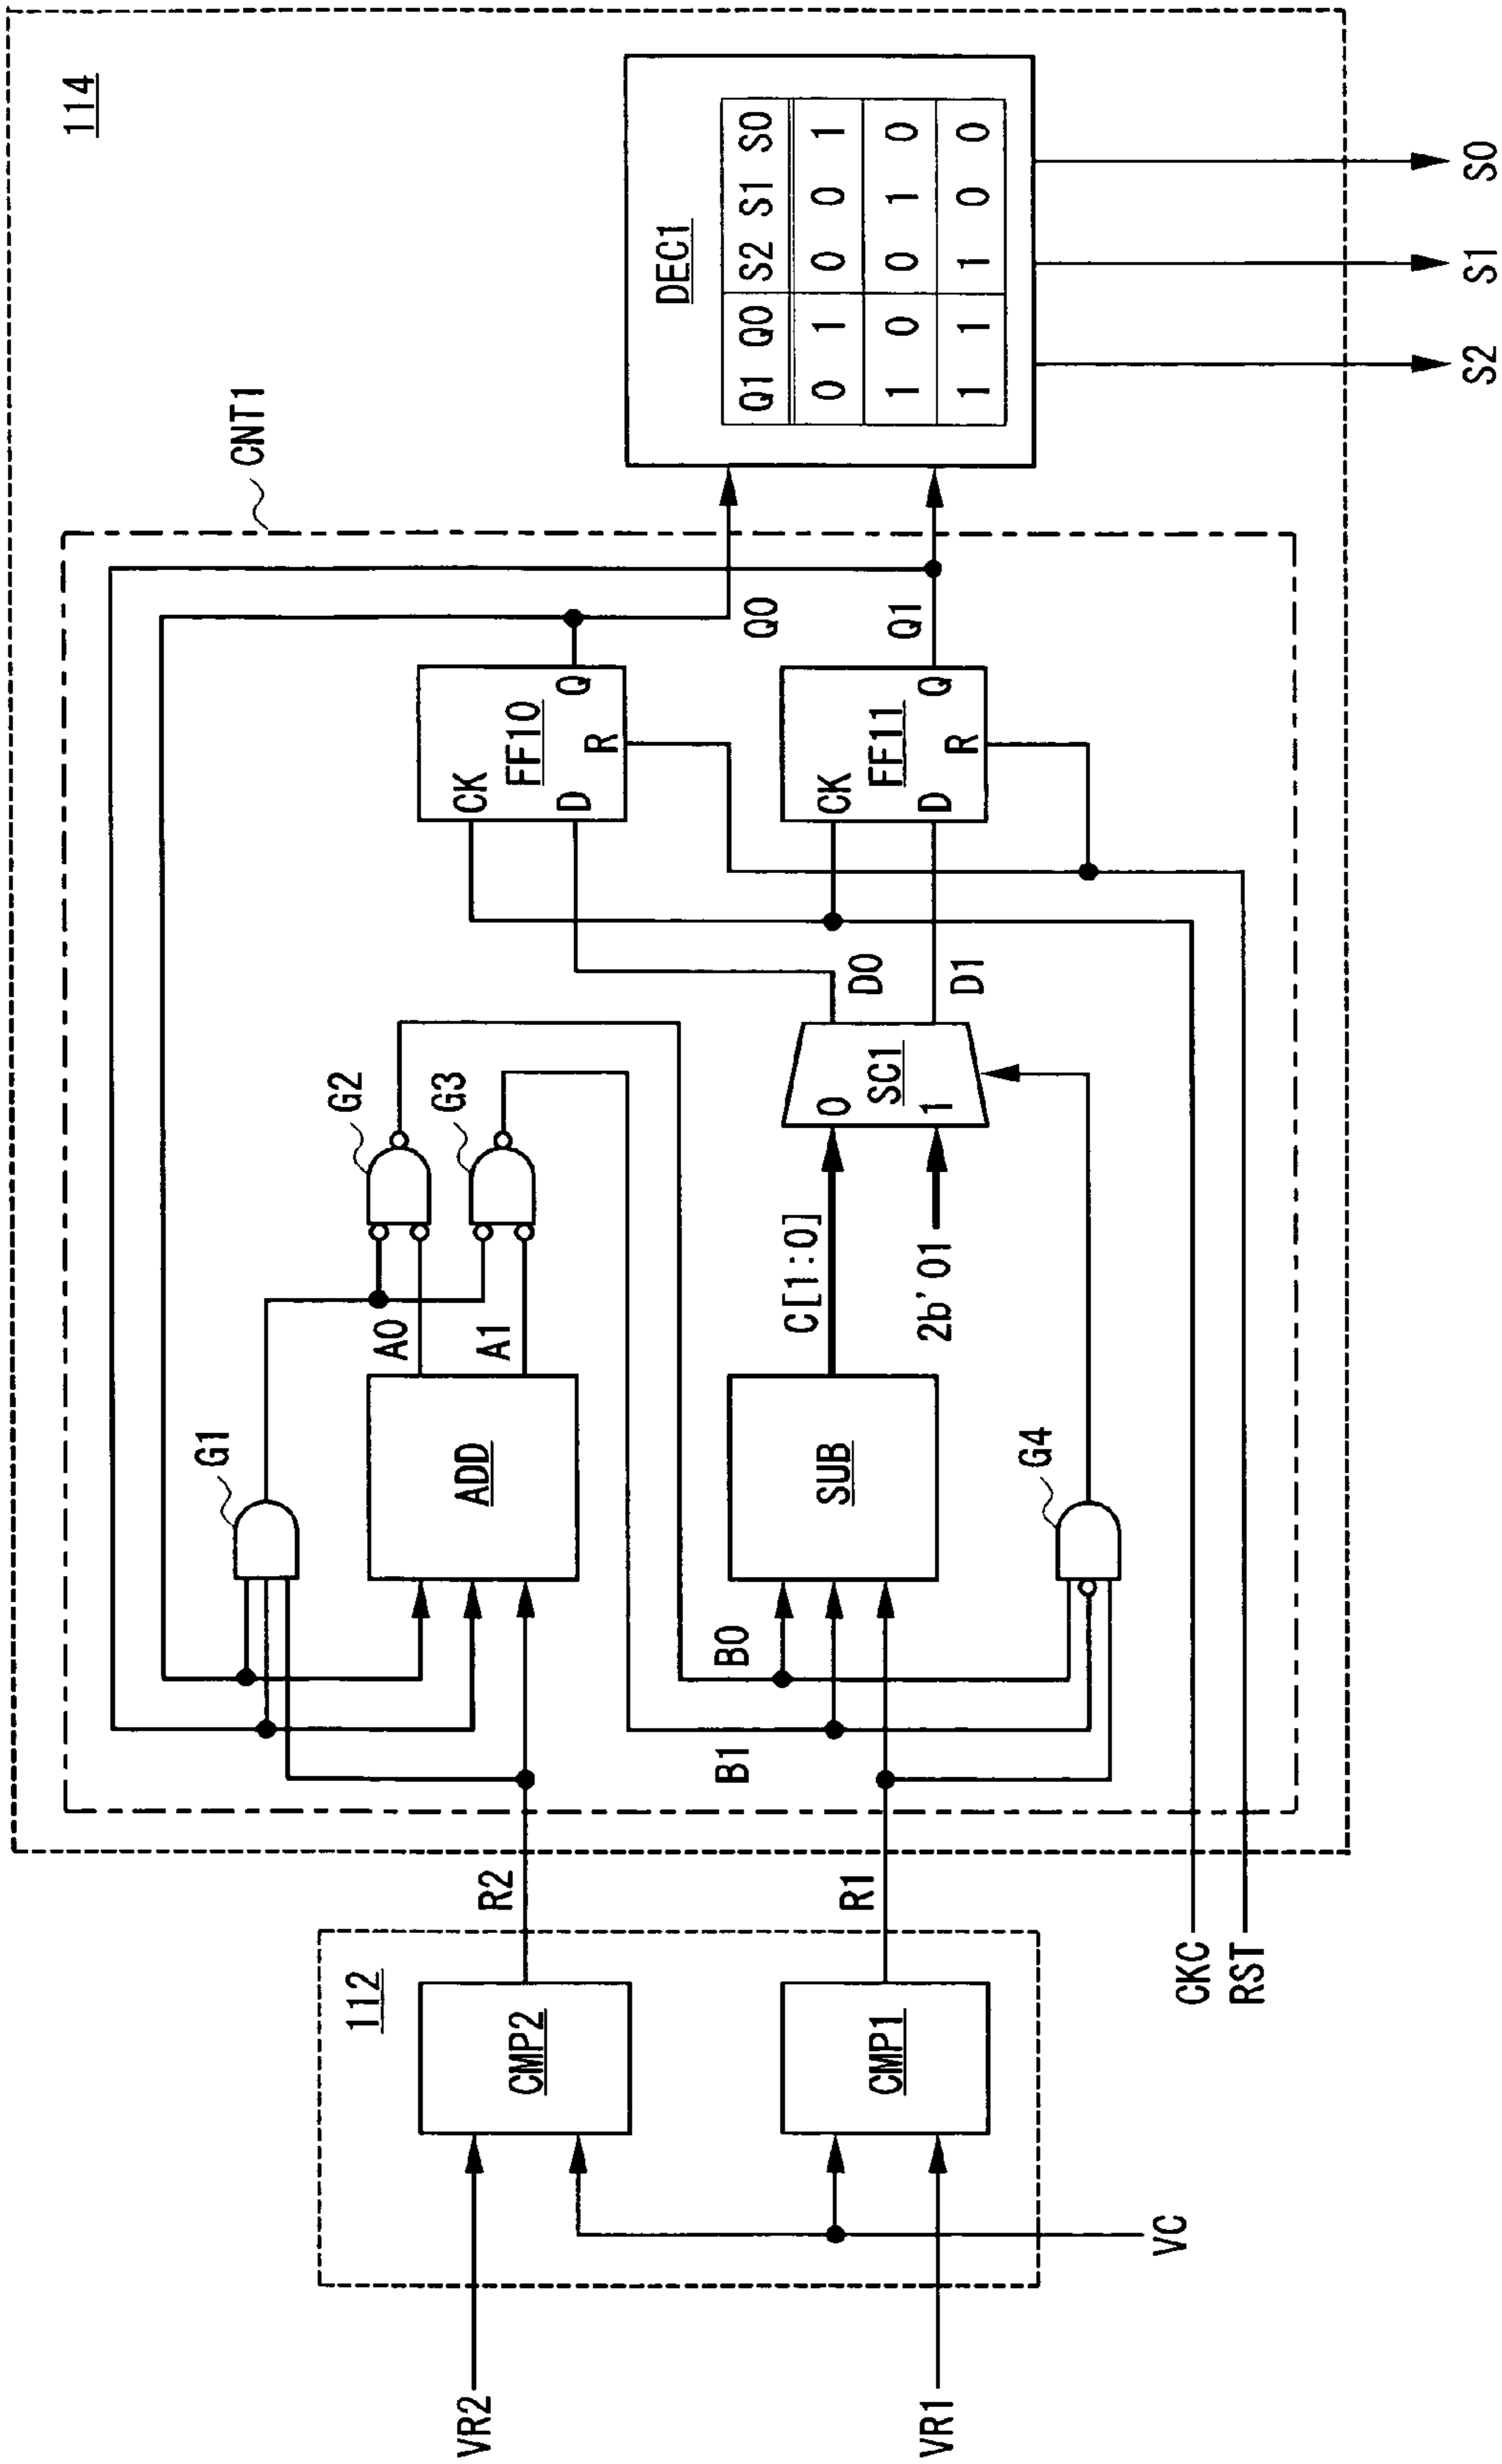 114
CNT1
DEC1
Q1 Q0 S2 S1 S0
0 1 0 0 1
1 0 0 1 0
1 1 1 0 0
S2
S1
S0
G1
ADD
A0
A1
G2
G3
CK
FF10
D
R
Q
Q0
CK
FF11
D
R
Q
Q1
B0
B1
SUB
C[1:0]
2b'01
0
1
SC1
D0
D1
G4
R2
R1
112
CMP2
CMP1
VR2
VR1
VC
CKC
RST